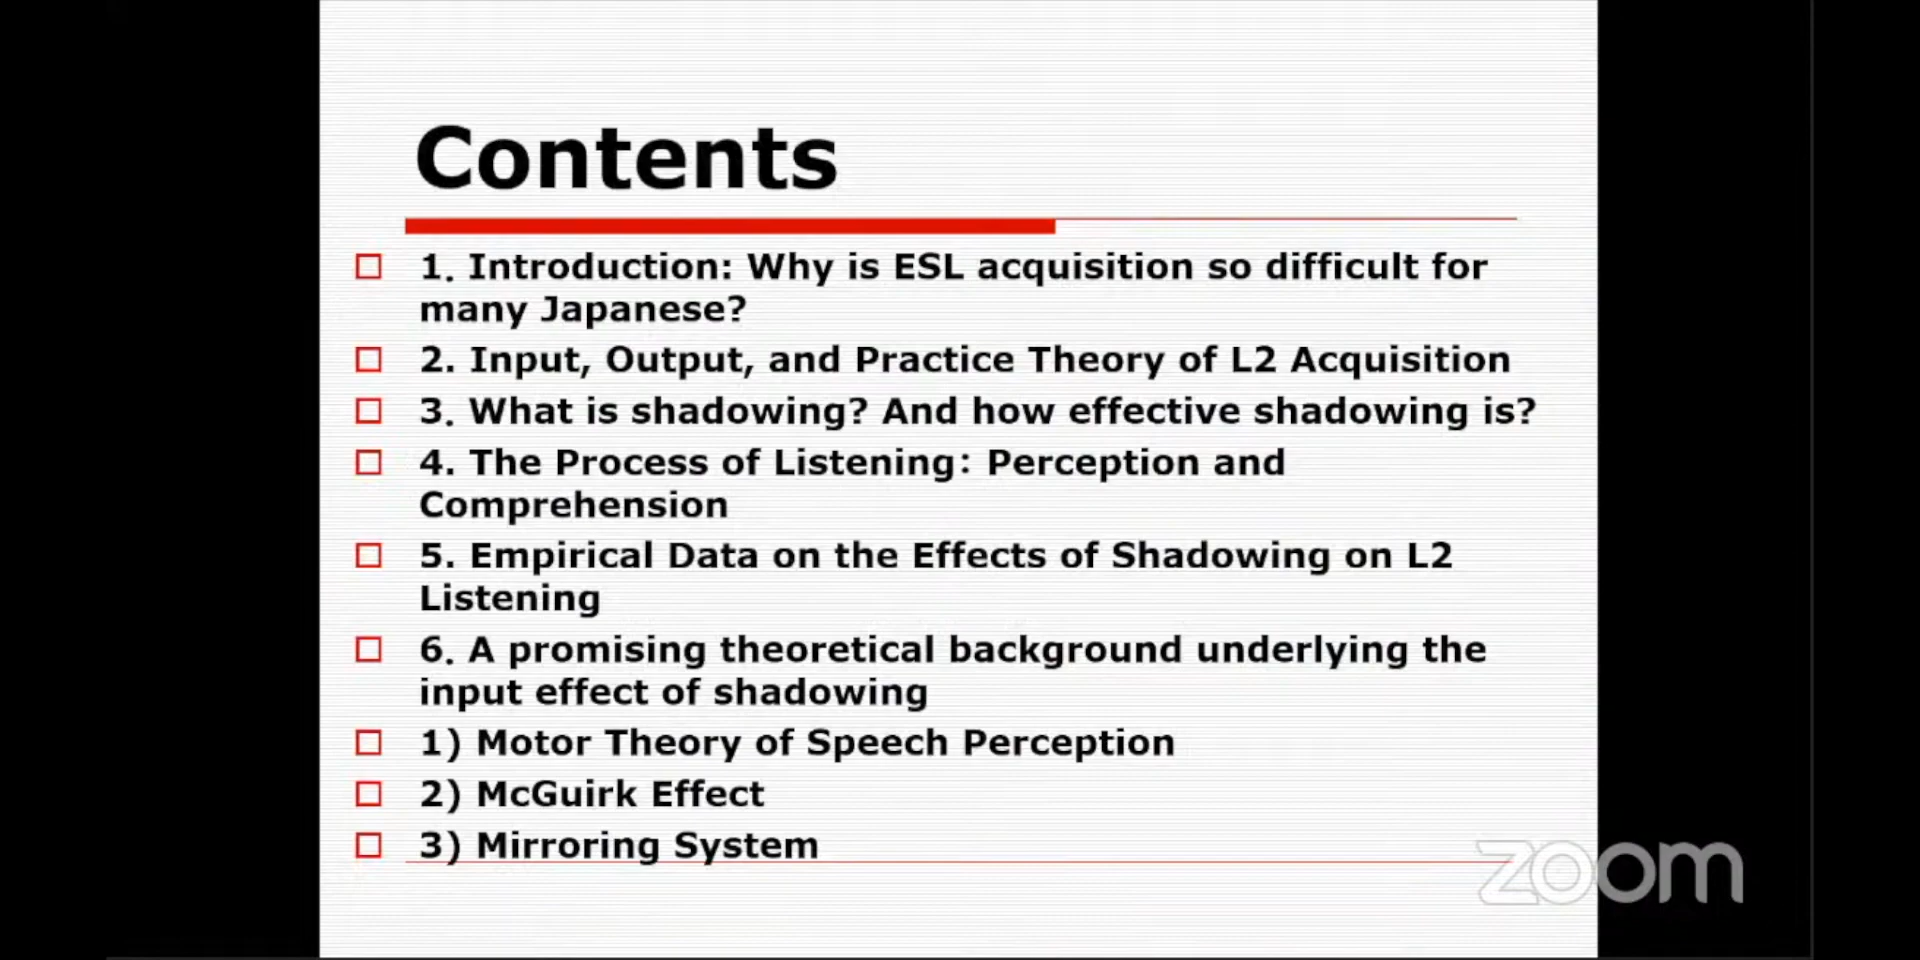 Contents
1. Introduction: Why is ESL acquisition so difficult for
many Japanese?
2. Input, Output, and Practice Theory of L2 Acquisition
3. What is shadowing? And how effective shadowing is?
4. The Process of Listening: Perception and
Comprehension
5. Empirical Data on the Effects of Shadowing on L2
Listening
6. A promising theoretical background underlying the
input effect of shadowing
1) Motor Theory of Speech Perception
2) McGuirk Effect
3) Mirroring System
zoom